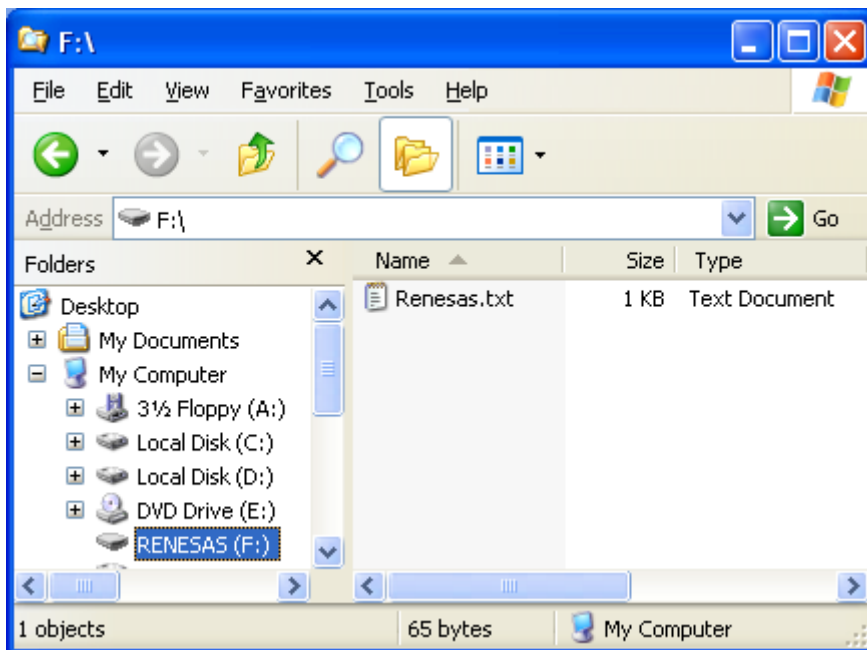 F:\
File Edit View Favorites Tools Help
Address F:\ Go
Folders Name Size Type
Desktop Renesas.txt 1 KB Text Document
My Documents
My Computer
3½ Floppy (A:)
Local Disk (C:)
Local Disk (D:)
DVD Drive (E:)
RENESAS (F:)
1 objects 65 bytes My Computer